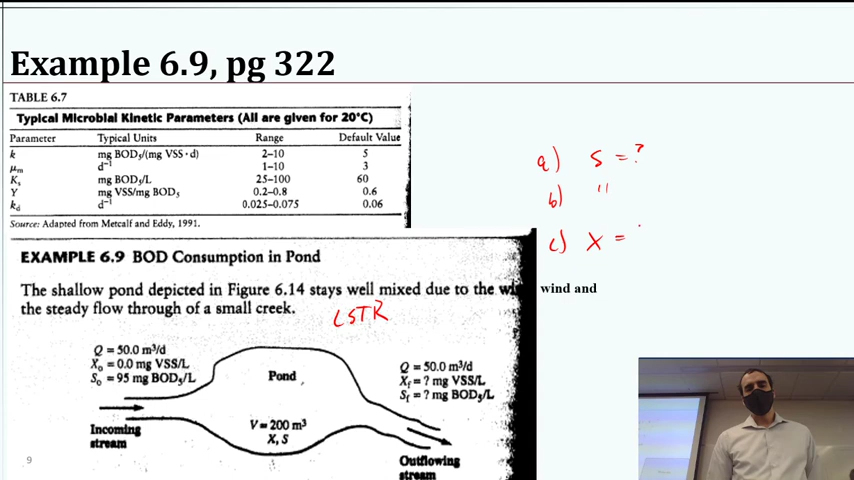 Example 6.9, pg 322
TABLE 6.7
Typical Microbial Kinetic Parameters (All are given for 20°C)
Parameter Typical Units Range Default Value
k mg BOD₅/(mg VSS · d) 2–10 5
μₘ d⁻¹ 1–10 3
Kₛ mg BOD₅/L 25–100 60
Y mg VSS/mg BOD₅ 0.2–0.8 0.6
k_d d⁻¹ 0.025–0.075 0.06
Source: Adapted from Metcalf and Eddy, 1991.
a) S = ?
b) "
c) X =
EXAMPLE 6.9 BOD Consumption in Pond
The shallow pond depicted in Figure 6.14 stays well mixed due to the wind and
the steady flow through of a small creek.
CSTR
Q = 50.0 m³/d
X₀ = 0.0 mg VSS/L
S₀ = 95 mg BOD₅/L
Incoming
stream
Pond
V = 200 m³
X, S
Q = 50.0 m³/d
X_f = ? mg VSS/L
S_f = ? mg BOD₅/L
Outflowing
stream
9